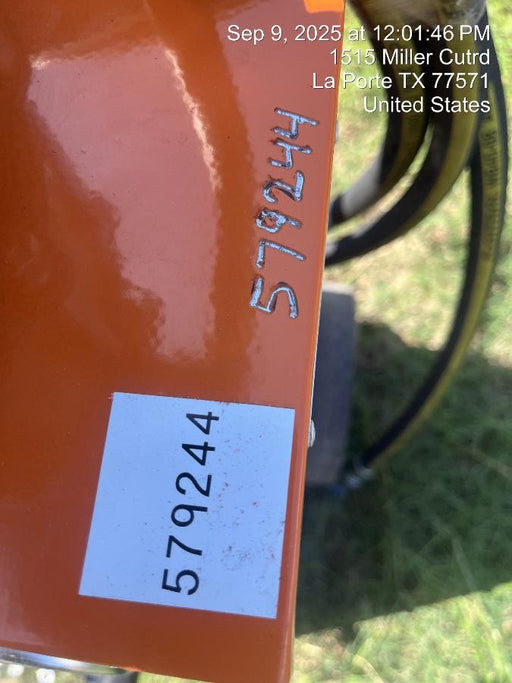 Sep 9, 2025 at 12:01:46 PM
1515 Miller Cutrd
La Porte TX 77571
United States
579244
579244